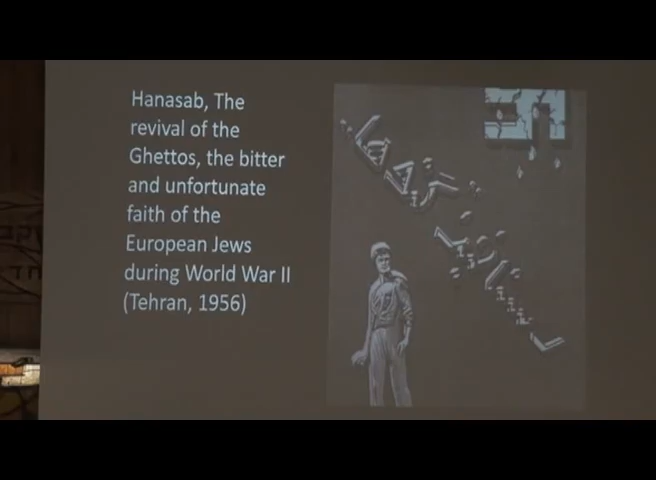 Hanasab, The
revival of the
Ghettos, the bitter
and unfortunate
faith of the
European Jews
during World War II
(Tehran, 1956)